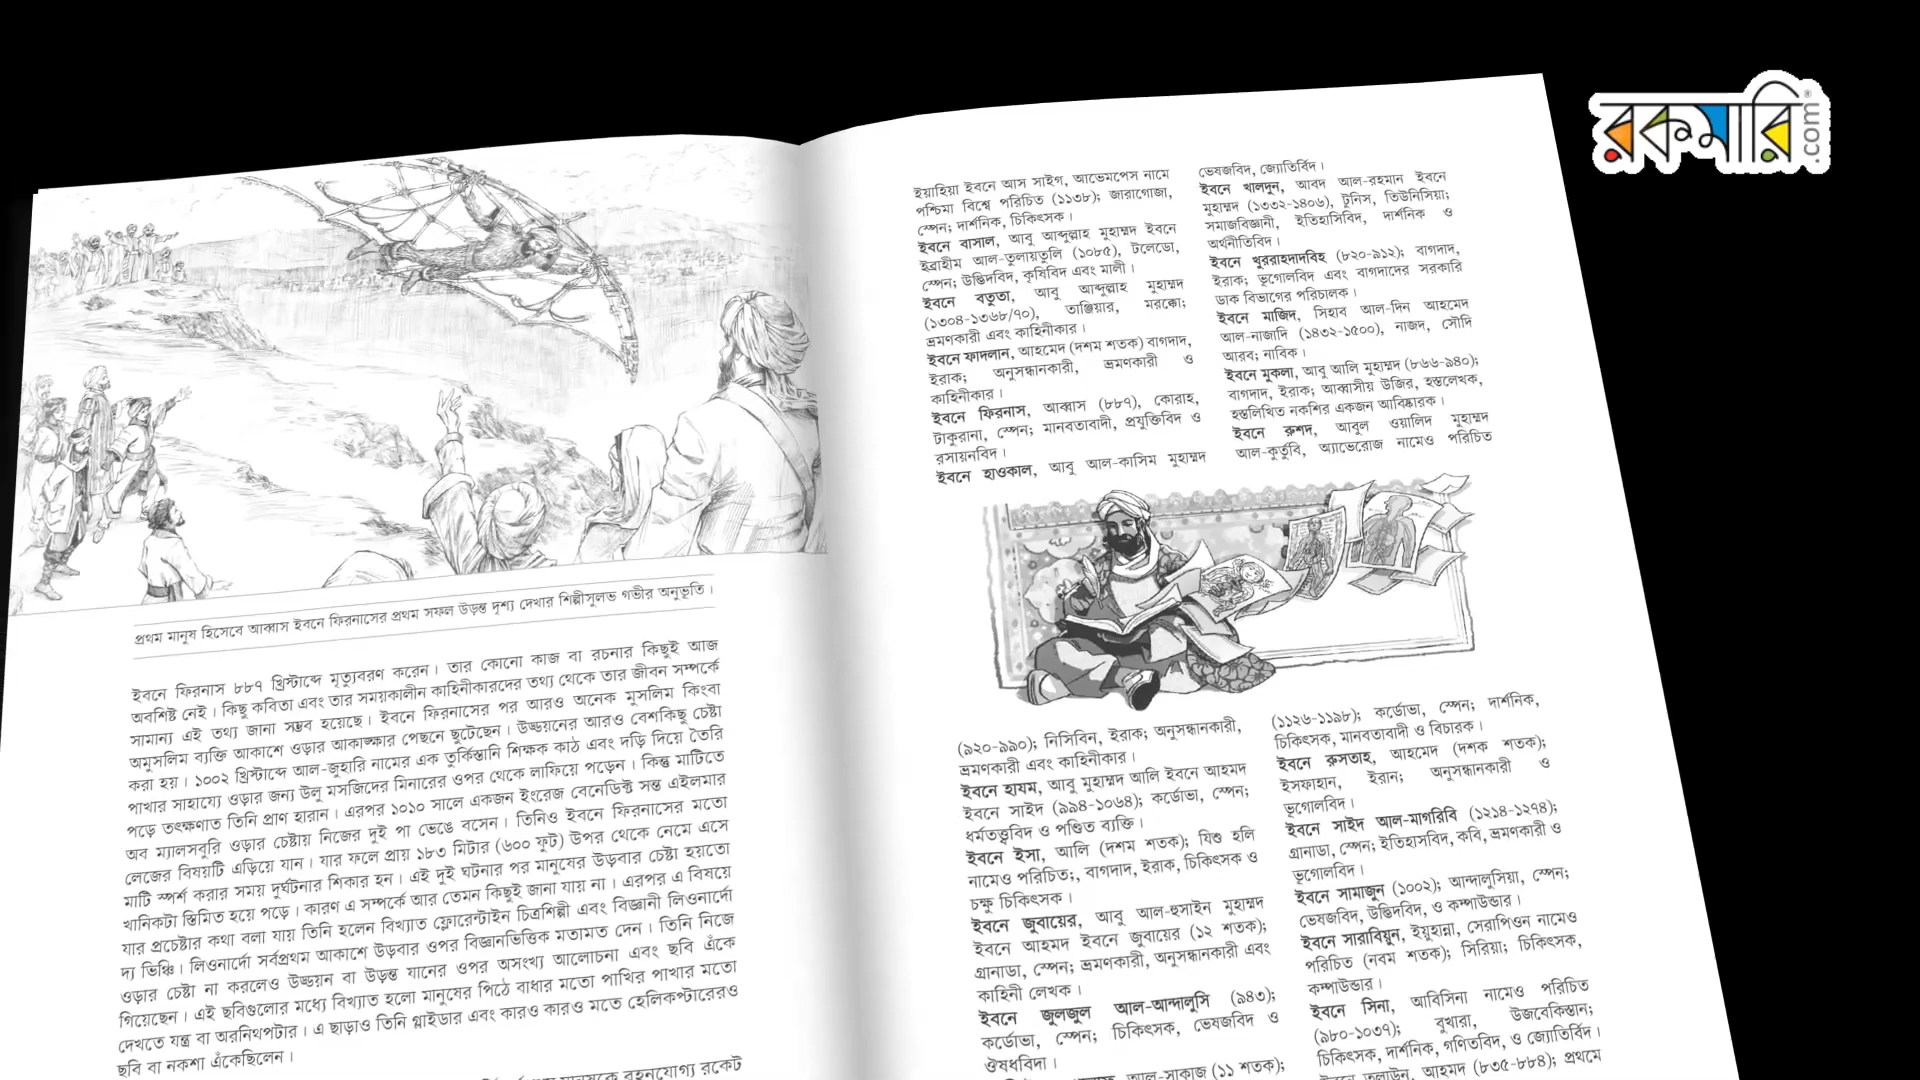 রকমারি.com
প্রথম মানুষ হিসেবে আব্বাস ইবনে ফিরনাসের প্রথম সফল উড়ন্ত দৃশ্য দেখার শিল্পীসুলভ গভীর অনুভূতি।
ইবনে ফিরনাস ৮৮৭ খ্রিস্টাব্দে মৃত্যুবরণ করেন। তার কোনো কাজ বা রচনার কিছুই আজ
অবশিষ্ট নেই। কিছু কবিতা এবং তার সময়কালীন কাহিনীকারদের তথ্য থেকে তার জীবন সম্পর্কে
সামান্য এই তথ্য জানা সম্ভব হয়েছে। ইবনে ফিরনাসের পর আরও অনেক মুসলিম কিংবা
অমুসলিম ব্যক্তি আকাশে ওড়ার আকাঙ্ক্ষার পেছনে ছুটেছেন। উড্ডয়নের আরও বেশকিছু চেষ্টা
করা হয়। ১০০২ খ্রিস্টাব্দে আল-জুহারি নামের এক তুর্কিস্তানি শিক্ষক কাঠ এবং দড়ি দিয়ে তৈরি
পাখার সাহায্যে ওড়ার জন্য উলু মসজিদের মিনারের ওপর থেকে লাফিয়ে পড়েন। কিন্তু মাটিতে
পড়ে তৎক্ষণাত তিনি প্রাণ হারান। এরপর ১০১০ সালে একজন ইংরেজ বেনেডিক্ট সন্ত এইলমার
অব ম্যালসবুরি ওড়ার চেষ্টায় নিজের দুই পা ভেঙে বসেন। তিনিও ইবনে ফিরনাসের মতো
লেজের বিষয়টি এড়িয়ে যান। যার ফলে প্রায় ১৮৩ মিটার (৬০০ ফুট) উপর থেকে নেমে এসে
মাটি স্পর্শ করার সময় দুর্ঘটনার শিকার হন। এই দুই ঘটনার পর মানুষের উড়বার চেষ্টা হয়তো
খানিকটা স্তিমিত হয়ে পড়ে। কারণ এ সম্পর্কে আর তেমন কিছুই জানা যায় না। এরপর এ বিষয়ে
যার প্রচেষ্টার কথা বলা যায় তিনি হলেন বিখ্যাত ফ্লোরেন্টাইন চিত্রশিল্পী এবং বিজ্ঞানী লিওনার্দো
দ্য ভিঞ্চি। লিওনার্দো সর্বপ্রথম আকাশে উড়বার ওপর বিজ্ঞানভিত্তিক মতামত দেন। তিনি নিজে
ওড়ার চেষ্টা না করলেও উড্ডয়ন বা উড়ন্ত যানের ওপর অসংখ্য আলোচনা এবং ছবি এঁকে
গিয়েছেন। এই ছবিগুলোর মধ্যে বিখ্যাত হলো মানুষের পিঠে বাধার মতো পাখির পাখার মতো
দেখতে যন্ত্র বা অরনিথপটার। এ ছাড়াও তিনি গ্লাইডার এবং কারও কারও মতে হেলিকপ্টারেরও
ছবি বা নকশা এঁকেছিলেন।
মানুষকে বহনযোগ্য রকেট
ইয়াহিয়া ইবনে আস সাইগ, আভেমপেস নামে
পশ্চিমা বিশ্বে পরিচিত (১১৩৮); জারাগোজা,
স্পেন; দার্শনিক, চিকিৎসক।
ইবনে বাসাল, আবু আব্দুল্লাহ মুহাম্মদ ইবনে
ইব্রাহীম আল-তুলায়তুলি (১০৮৫), টলেডো,
স্পেন; উদ্ভিদবিদ, কৃষিবিদ এবং মালী।
ইবনে বতুতা, আবু আব্দুল্লাহ মুহাম্মদ
(১৩০৪-১৩৬৮/৭০), তাঞ্জিয়ার, মরক্কো;
ভ্রমণকারী এবং কাহিনীকার।
ইবনে ফাদলান, আহমেদ (দশম শতক) বাগদাদ,
ইরাক; অনুসন্ধানকারী, ভ্রমণকারী ও
কাহিনীকার।
ইবনে ফিরনাস, আব্বাস (৮৮৭), কোরাহ,
টাকুরানা, স্পেন; মানবতাবাদী, প্রযুক্তিবিদ ও
রসায়নবিদ।
ইবনে হাওকাল, আবু আল-কাসিম মুহাম্মদ
(৯২০-৯৯০); নিসিবিন, ইরাক; অনুসন্ধানকারী,
ভ্রমণকারী এবং কাহিনীকার।
ইবনে হাযম, আবু মুহাম্মদ আলি ইবনে আহমদ
ইবনে সাইদ (৯৯৪-১০৬৪); কর্ডোভা, স্পেন;
ধর্মতত্ত্ববিদ ও পণ্ডিত ব্যক্তি।
ইবনে ইসা, আলি (দশম শতক); যিশু হলি
নামেও পরিচিত;, বাগদাদ, ইরাক, চিকিৎসক ও
চক্ষু চিকিৎসক।
ইবনে জুবায়ের, আবু আল-হুসাইন মুহাম্মদ
ইবনে আহমদ ইবনে জুবায়ের (১২ শতক);
গ্রানাডা, স্পেন; ভ্রমণকারী, অনুসন্ধানকারী এবং
কাহিনী লেখক।
ইবনে জুলজুল আল-আন্দালুসি (৯৪৩);
কর্ডোভা, স্পেন; চিকিৎসক, ভেষজবিদ ও
ঔষধবিদা।
আল-সাকাজ (১১ শতক);
ভেষজবিদ, জ্যোতির্বিদ।
ইবনে খালদুন, আবদ আল-রহমান ইবনে
মুহাম্মদ (১৩৩২-১৪০৬), টুনিস, তিউনিসিয়া;
সমাজবিজ্ঞানী, ইতিহাসিবিদ, দার্শনিক ও
অর্থনীতিবিদ।
ইবনে খুররাহদাদবিহ (৮২০-৯১২); বাগদাদ,
ইরাক; ভূগোলবিদ এবং বাগদাদের সরকারি
ডাক বিভাগের পরিচালক।
ইবনে মাজিদ, সিহাব আল-দিন আহমেদ
আল-নাজাদি (১৪৩২-১৫০০), নাজদ, সৌদি
আরব; নাবিক।
ইবনে মুকলা, আবু আলি মুহাম্মদ (৮৬৬-৯৪০);
বাগদাদ, ইরাক; আব্বাসীয় উজির, হস্তলেখক,
হস্তলিখিত নকশির একজন আবিষ্কারক।
ইবনে রুশদ, আবুল ওয়ালিদ মুহাম্মদ
আল-কুর্তুবি, অ্যাভেরোজ নামেও পরিচিত
(১১২৬-১১৯৮); কর্ডোভা, স্পেন; দার্শনিক,
চিকিৎসক, মানবতাবাদী ও বিচারক।
ইবনে রুসতাহ, আহমেদ (দশক শতক);
ইসফাহান, ইরান; অনুসন্ধানকারী ও
ভূগোলবিদ।
ইবনে সাইদ আল-মাগরিবি (১২১৪-১২৭৪);
গ্রানাডা, স্পেন; ইতিহাসবিদ, কবি, ভ্রমণকারী ও
ভূগোলবিদ।
ইবনে সামাজুন (১০০২); আন্দালুসিয়া, স্পেন;
ভেষজবিদ, উদ্ভিদবিদ, ও কম্পাউন্ডার।
ইবনে সারাবিয়ুন, ইয়ুহান্না, সেরাপিওন নামেও
পরিচিত (নবম শতক); সিরিয়া; চিকিৎসক,
কম্পাউন্ডার।
ইবনে সিনা, আবিসিনা নামেও পরিচিত
(৯৮০-১০৩৭); বুখারা, উজবেকিস্তান;
চিকিৎসক, দার্শনিক, গণিতবিদ, ও জ্যোতির্বিদ।
ইবনে তুলাউন, আহমদ (৮৩৫-৮৮৪); প্রথমে